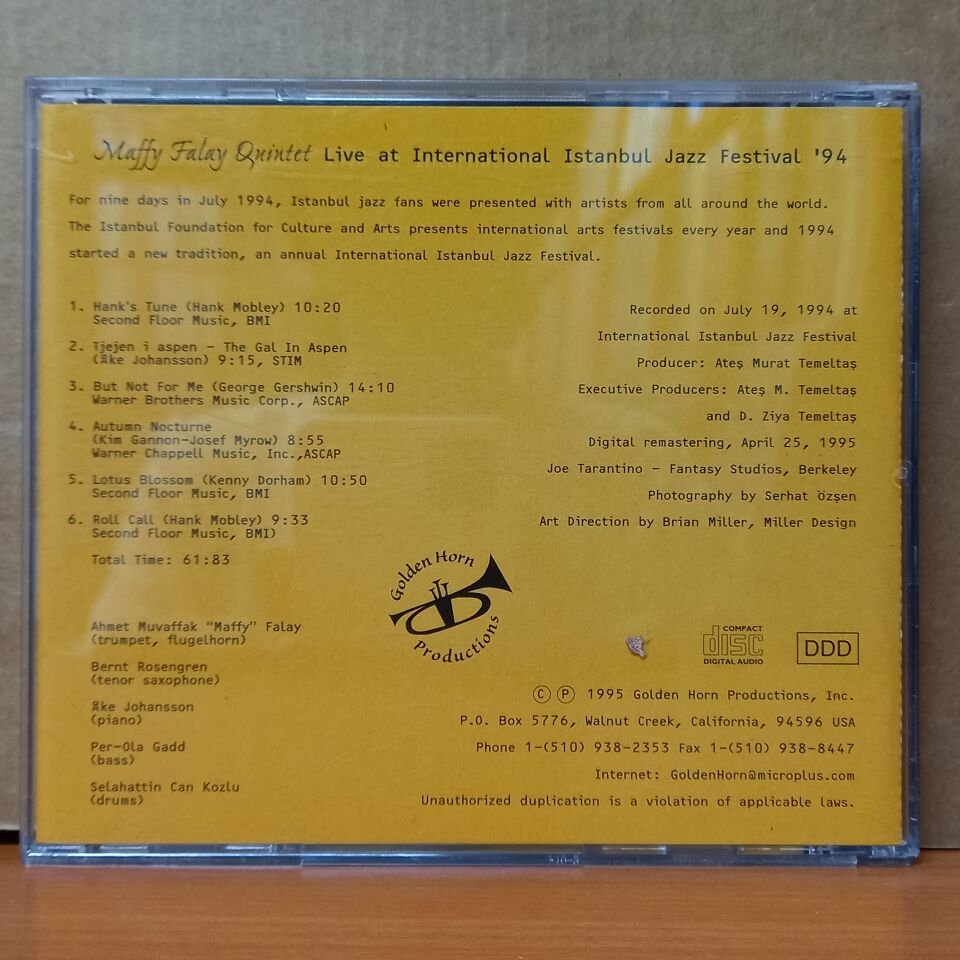 Maffy Falay Quintet Live at International Istanbul Jazz Festival '94
For nine days in July 1994, Istanbul jazz fans were presented with artists from all around the world.
The Istanbul Foundation for Culture and Arts presents international arts festivals every year and 1994
started a new tradition, an annual International Istanbul Jazz Festival.
1. Hank's Tune (Hank Mobley) 10:20
Second Floor Music, BMI
2. Tjejen i aspen - The Gal In Aspen
(Åke Johansson) 9:15, STIM
3. But Not For Me (George Gershwin) 14:10
Warner Brothers Music Corp., ASCAP
4. Autumn Nocturne
(Kim Gannon-Josef Myrow) 8:55
Warner Chappell Music, Inc.,ASCAP
5. Lotus Blossom (Kenny Dorham) 10:50
Second Floor Music, BMI
6. Roll Call (Hank Mobley) 9:33
Second Floor Music, BMI)
Total Time: 61:83
Ahmet Muvaffak "Maffy" Falay
(trumpet, flugelhorn)
Bernt Rosengren
(tenor saxophone)
Åke Johansson
(piano)
Per-Ola Gadd
(bass)
Selahattin Can Kozlu
(drums)
Golden Horn
Productions
Recorded on July 19, 1994 at
International Istanbul Jazz Festival
Producer: Ateş Murat Temeltaş
Executive Producers: Ateş M. Temeltaş
and D. Ziya Temeltaş
Digital remastering, April 25, 1995
Joe Tarantino - Fantasy Studios, Berkeley
Photography by Serhat Özşen
Art Direction by Brian Miller, Miller Design
COMPACT
disc
DIGITAL AUDIO
DDD
© ℗ 1995 Golden Horn Productions, Inc.
P.O. Box 5776, Walnut Creek, California, 94596 USA
Phone 1-(510) 938-2353 Fax 1-(510) 938-8447
Internet: GoldenHorn@microplus.com
Unauthorized duplication is a violation of applicable laws.